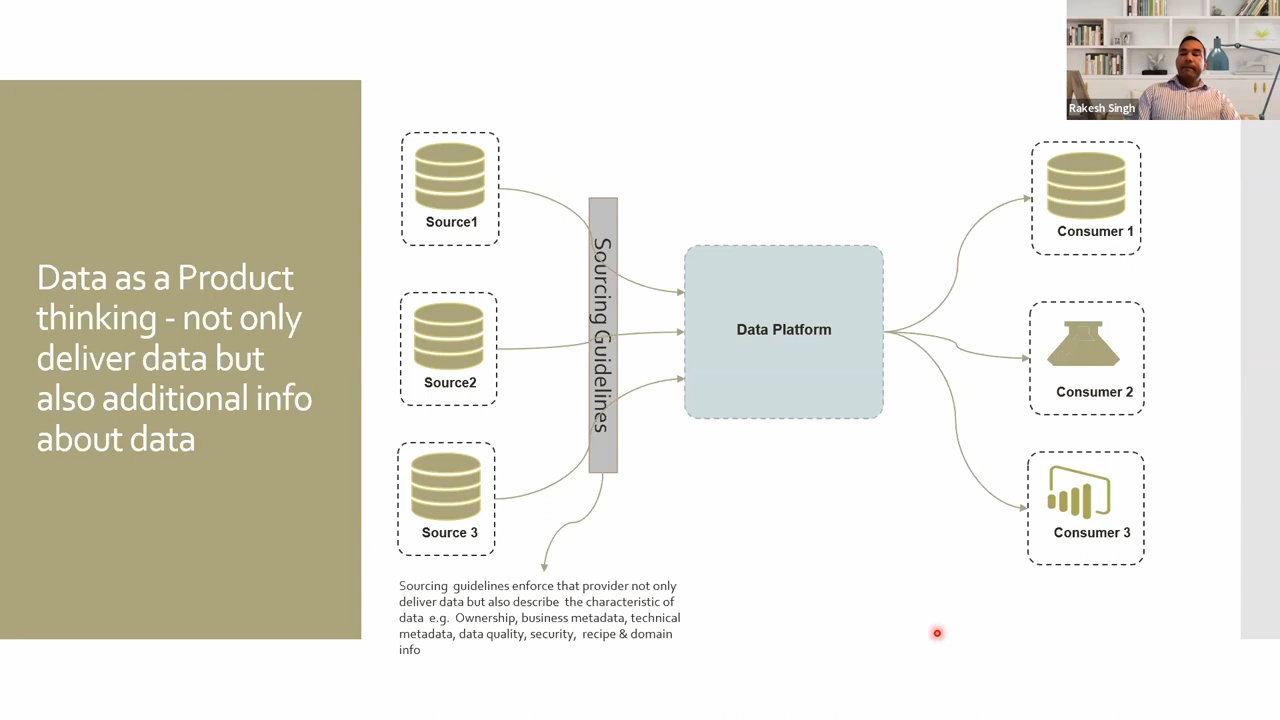 Rakesh Singh
Data as a Product
thinking - not only
deliver data but
also additional info
about data
Source1
Source2
Source 3
Sourcing Guidelines
Data Platform
Consumer 1
Consumer 2
Consumer 3
Sourcing guidelines enforce that provider not only
deliver data but also describe the characteristic of
data e.g. Ownership, business metadata, technical
metadata, data quality, security, recipe & domain
info